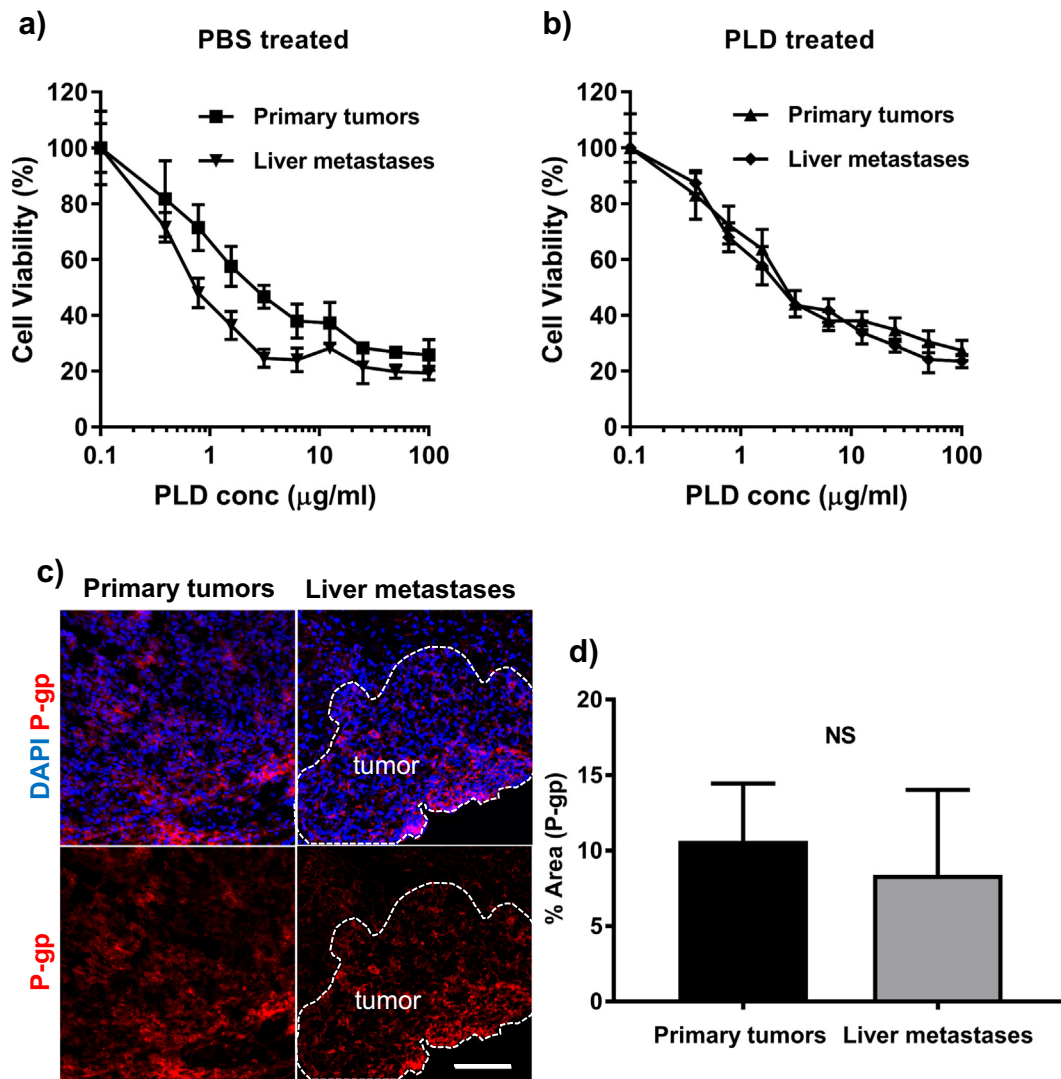 a)
PBS treated
Primary tumors
Liver metastases
Cell Viability (%)
120
100
80
60
40
20
0
0.1
1
10
100
PLD conc (μg/ml)
b)
PLD treated
Primary tumors
Liver metastases
Cell Viability (%)
120
100
80
60
40
20
0
0.1
1
10
100
PLD conc (μg/ml)
c)
Primary tumors
Liver metastases
DAPI P-gp
tumor
P-gp
tumor
d)
% Area (P-gp)
20
15
10
5
0
NS
Primary tumors
Liver metastases